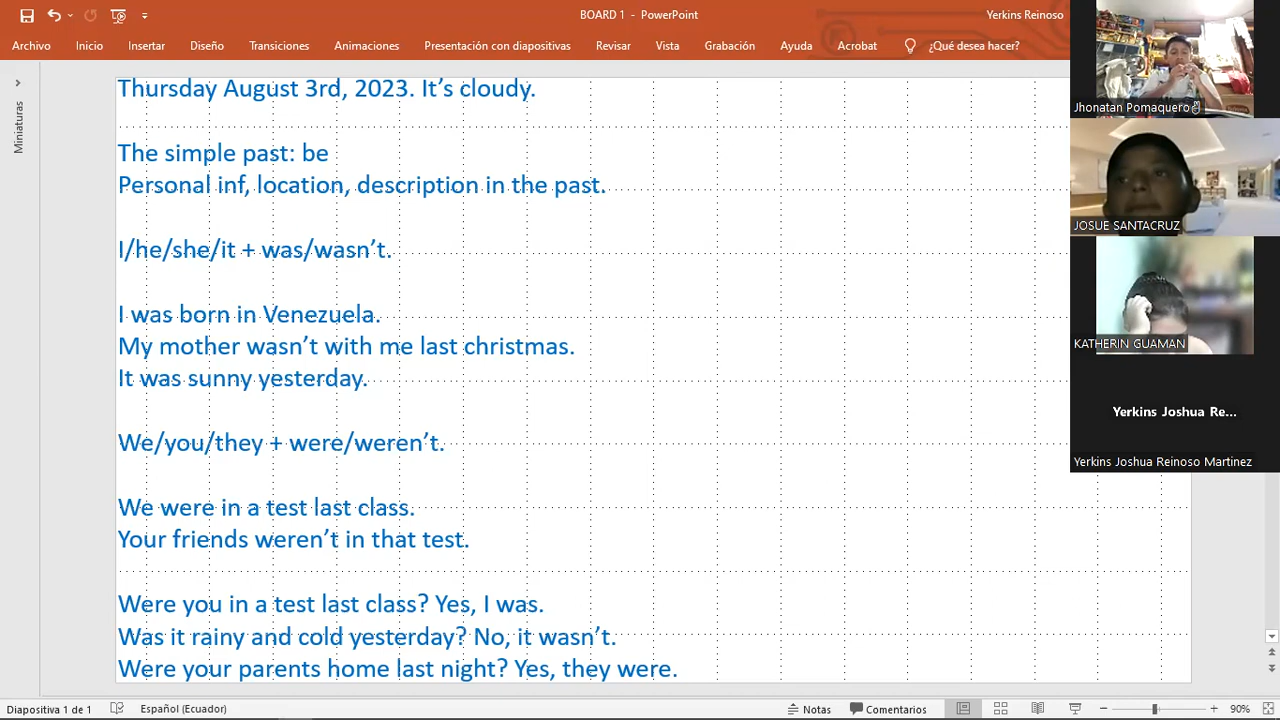 BOARD 1 - PowerPoint
Yerkins Reinoso
Archivo Inicio Insertar Diseño Transiciones Animaciones Presentación con diapositivas Revisar Vista Grabación Ayuda Acrobat ¿Qué desea hacer?
Miniaturas
Thursday August 3rd, 2023. It’s cloudy.
The simple past: be
Personal inf, location, description in the past.
I/he/she/it + was/wasn’t.
I was born in Venezuela.
My mother wasn’t with me last christmas.
It was sunny yesterday.
We/you/they + were/weren’t.
We were in a test last class.
Your friends weren’t in that test.
Were you in a test last class? Yes, I was.
Was it rainy and cold yesterday? No, it wasn’t.
Were your parents home last night? Yes, they were.
Jhonatan Pomaquero
JOSUE SANTACRUZ
KATHERIN GUAMAN
Yerkins Joshua Re...
Yerkins Joshua Reinoso Martinez
Diapositiva 1 de 1 Español (Ecuador) Notas Comentarios 90%